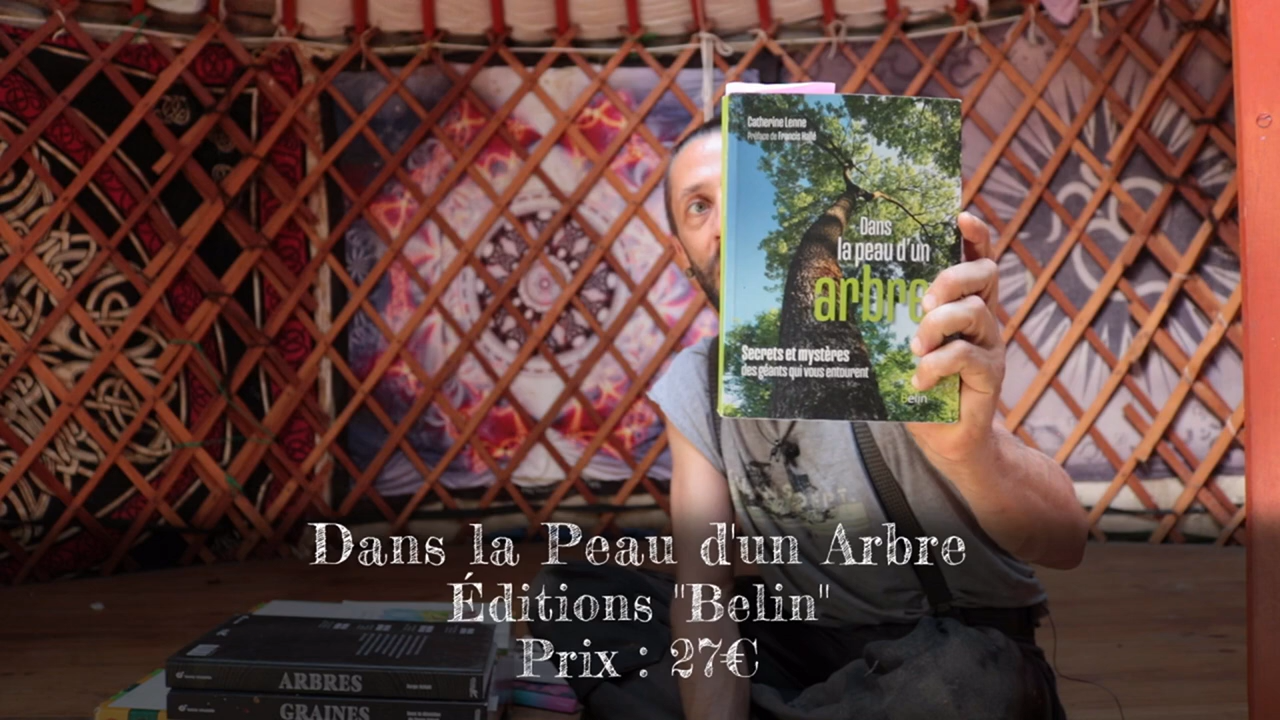 Catherine Lenne
Préface de Francis Hallé
Dans
la peau d'un
arbre
Secrets et mystères
des géants qui vous entourent
Belin
Dans la Peau d'un Arbre
Éditions "Belin"
Prix : 27€
ARBRES
GRAINES